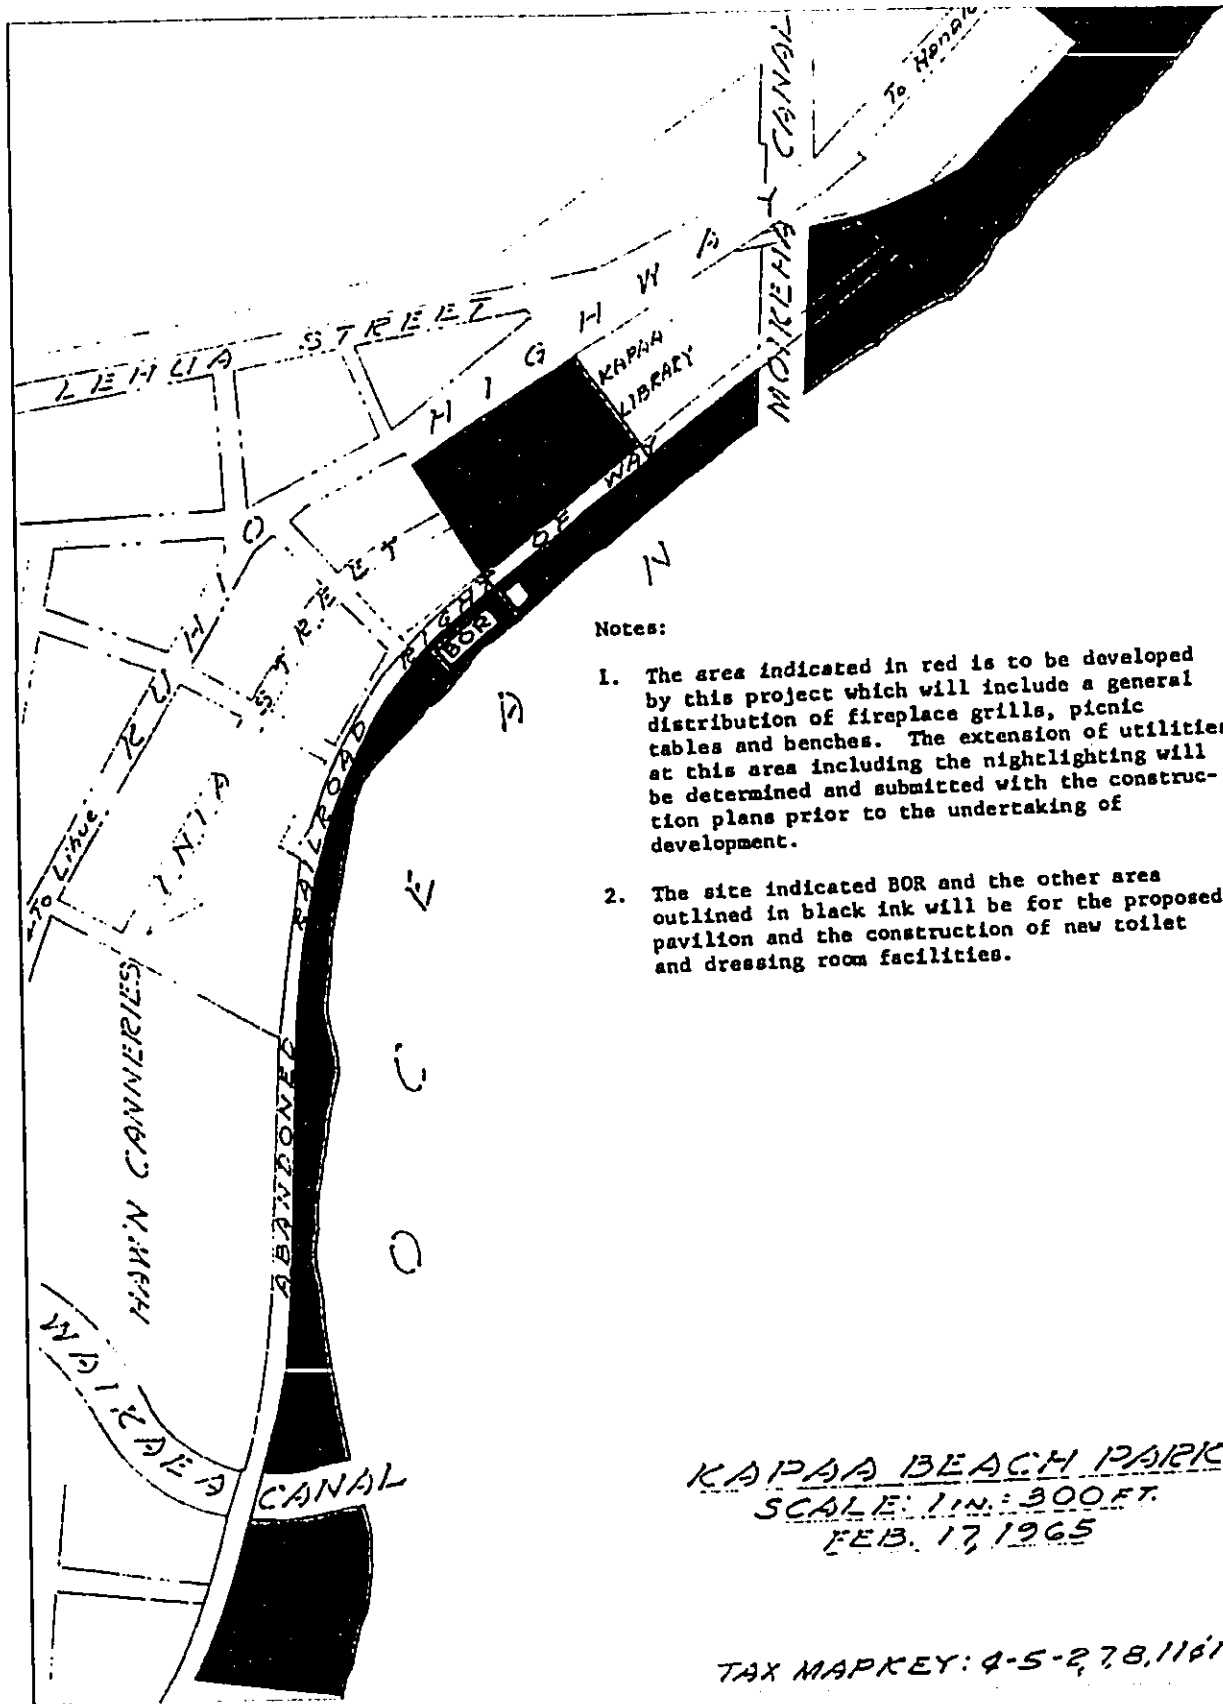 To
MOIKEHA CANAL
LEHUA STREET
KUHIO HIGHWA
KAPAA
LIBRARY
INIA STREET
ABANDONED RAILROAD RIGHT OF WAY
BOR
OCEAN
←To Lihue
HAW'N CANNERIES
WAIKAEA CANAL
Notes:
1. The area indicated in red is to be developed
by this project which will include a general
distribution of fireplace grills, picnic
tables and benches. The extension of utilities
at this area including the nightlighting will
be determined and submitted with the construc-
tion plans prior to the undertaking of
development.
2. The site indicated BOR and the other area
outlined in black ink will be for the proposed
pavilion and the construction of new toilet
and dressing room facilities.
KAPAA BEACH PARK
SCALE: 1 IN. = 300 FT.
FEB. 17, 1965
TAX MAP KEY: 4-5-2, 7, 8, 11 & 1